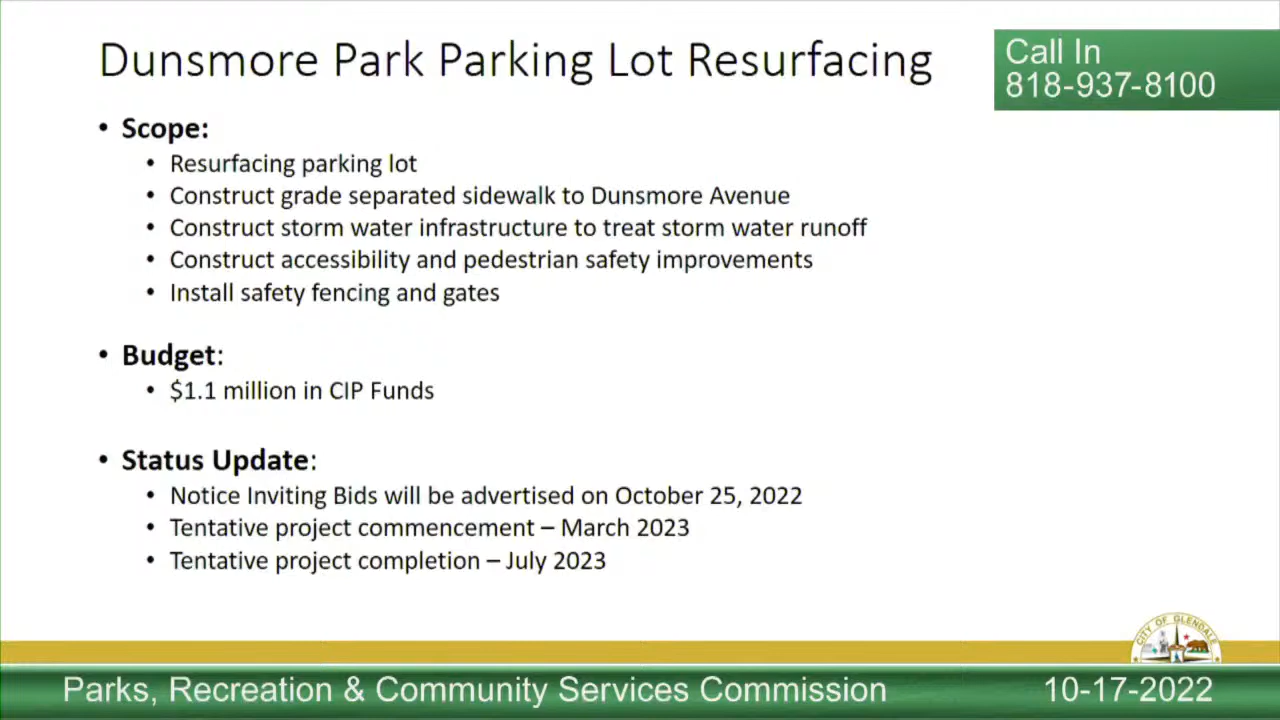 Dunsmore Park Parking Lot Resurfacing
Call In
818-937-8100
• Scope:
• Resurfacing parking lot
• Construct grade separated sidewalk to Dunsmore Avenue
• Construct storm water infrastructure to treat storm water runoff
• Construct accessibility and pedestrian safety improvements
• Install safety fencing and gates
• Budget:
• $1.1 million in CIP Funds
• Status Update:
• Notice Inviting Bids will be advertised on October 25, 2022
• Tentative project commencement – March 2023
• Tentative project completion – July 2023
CITY OF GLENDALE
Parks, Recreation & Community Services Commission
10-17-2022